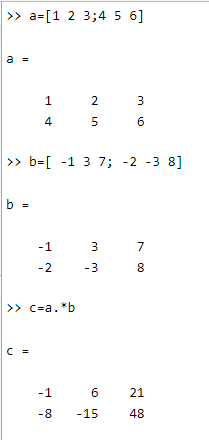 >> a=[1 2 3;4 5 6]
a =
1 2 3
4 5 6
>> b=[ -1 3 7; -2 -3 8]
b =
-1 3 7
-2 -3 8
>> c=a.*b
c =
-1 6 21
-8 -15 48